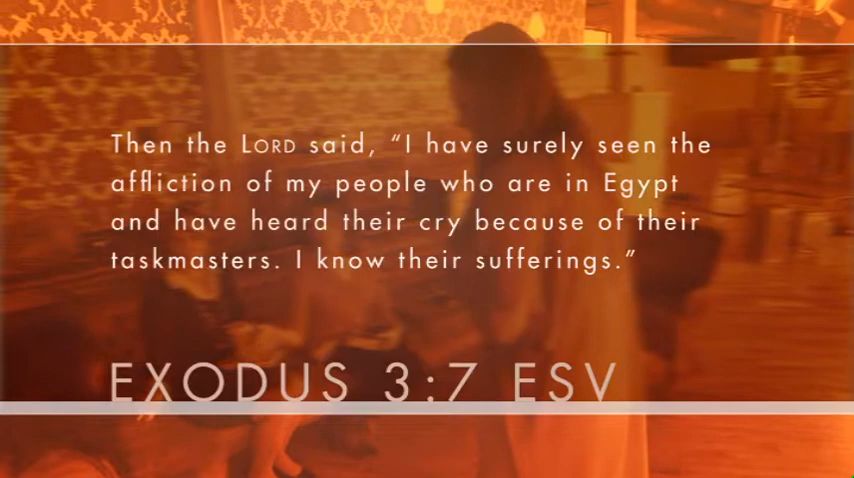 Then the LORD said, “I have surely seen the
affliction of my people who are in Egypt
and have heard their cry because of their
taskmasters. I know their sufferings.”
EXODUS 3:7 ESV